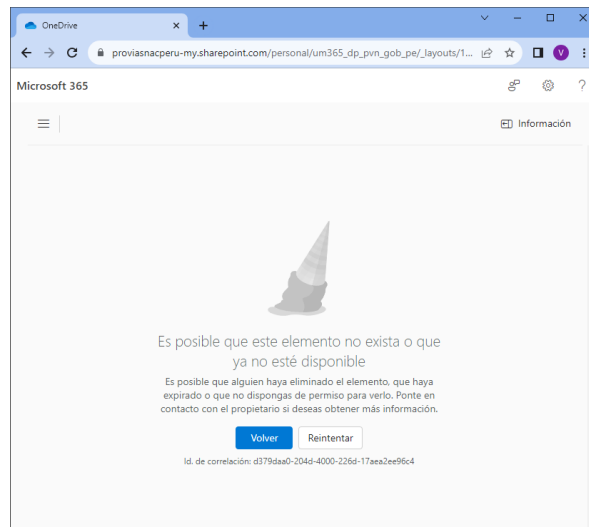 OneDrive
proviasnacperu-my.sharepoint.com/personal/um365_dp_pvn_gob_pe/_layouts/1...
V
Microsoft 365
?
Información
Es posible que este elemento no exista o que
ya no esté disponible
Es posible que alguien haya eliminado el elemento, que haya
expirado o que no dispongas de permiso para verlo. Ponte en
contacto con el propietario si deseas obtener más información.
Volver
Reintentar
Id. de correlación: d379daa0-204d-4000-226d-17aea2ee96c4